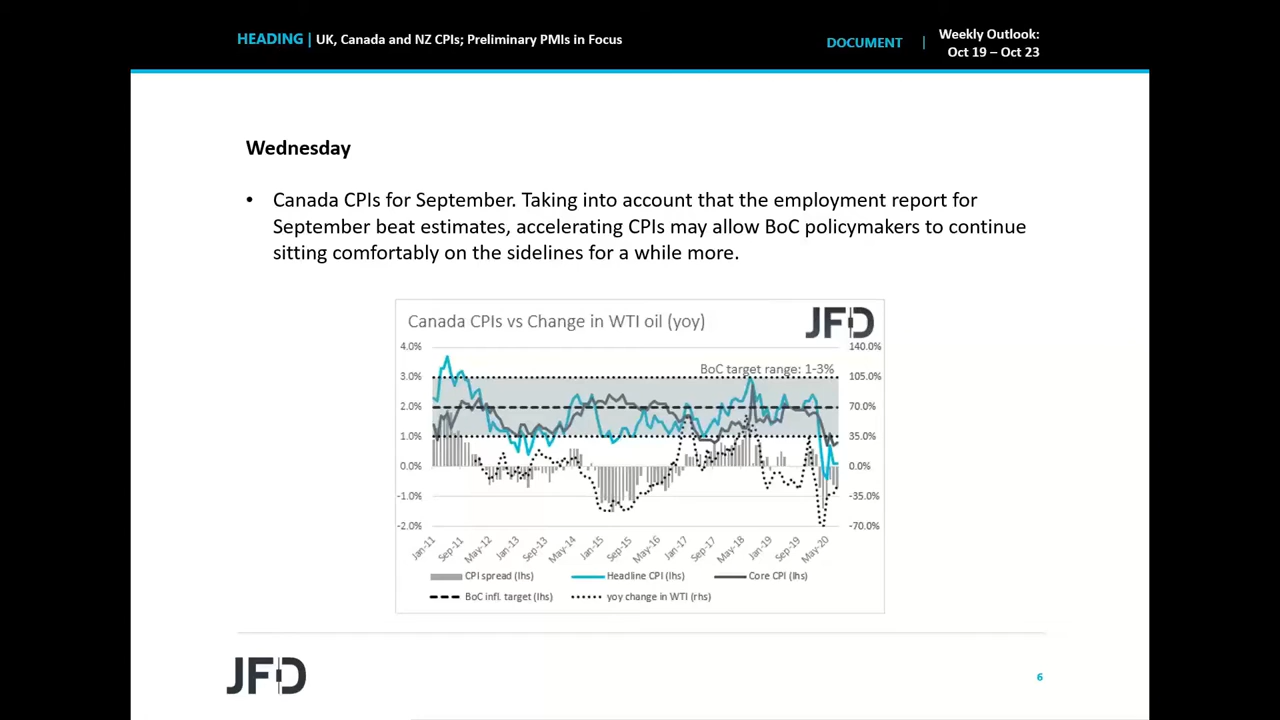 HEADING | UK, Canada and NZ CPIs; Preliminary PMIs in Focus
DOCUMENT | Weekly Outlook:
Oct 19 – Oct 23
Wednesday
• Canada CPIs for September. Taking into account that the employment report for
September beat estimates, accelerating CPIs may allow BoC policymakers to continue
sitting comfortably on the sidelines for a while more.
Canada CPIs vs Change in WTI oil (yoy)
JFD
4.0% 140.0%
BoC target range: 1-3%
3.0% 105.0%
2.0% 70.0%
1.0% 35.0%
0.0% 0.0%
-1.0% -35.0%
-2.0% -70.0%
Jan-11 Sep-11 May-12 Jan-13 Sep-13 May-14 Jan-15 Sep-15 May-16 Jan-17 Sep-17 May-18 Jan-19 Sep-19 May-20
CPI spread (lhs) Headline CPI (lhs) Core CPI (lhs)
BoC infl. target (lhs) yoy change in WTI (rhs)
JFD
6